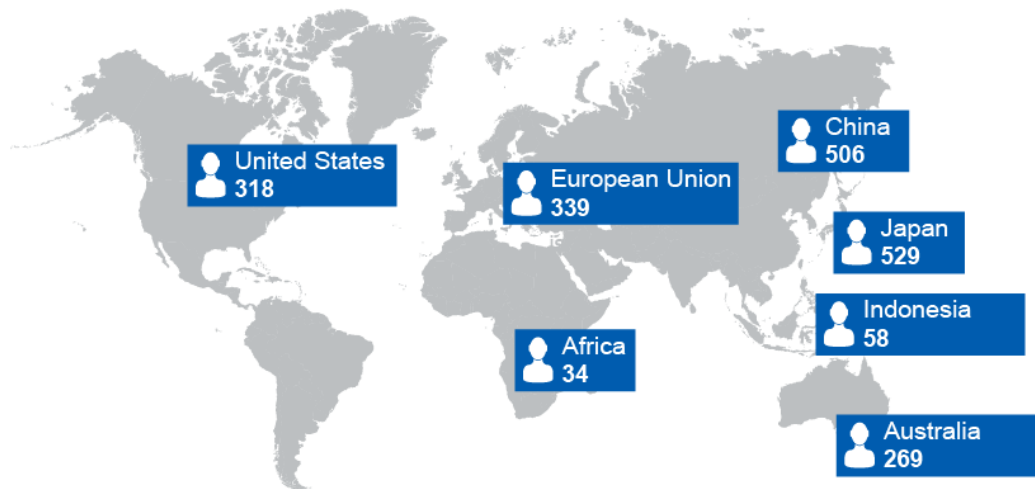 China
506
United States
318
European Union
339
Japan
529
Indonesia
58
Africa
34
Australia
269